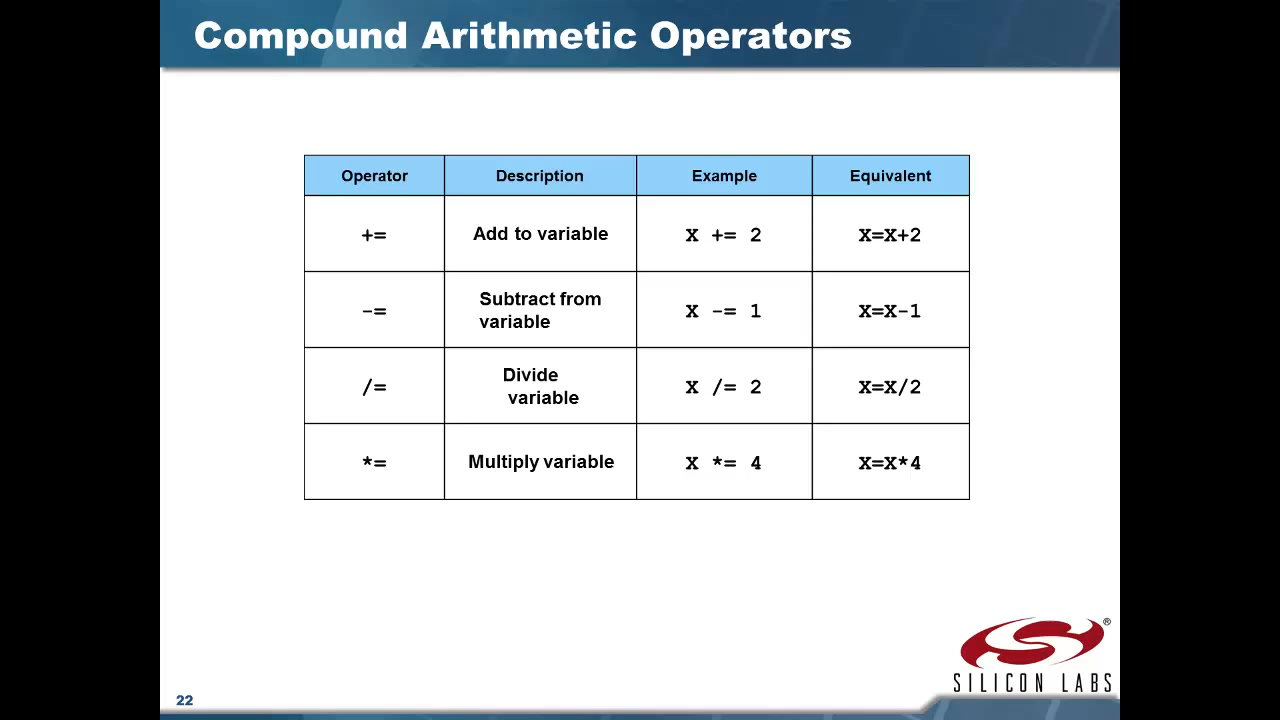 Compound Arithmetic Operators
Operator Description Example Equivalent
+= Add to variable X += 2 X=X+2
-= Subtract from variable X -= 1 X=X-1
/= Divide variable X /= 2 X=X/2
*= Multiply variable X *= 4 X=X*4
®
SILICON LABS
22